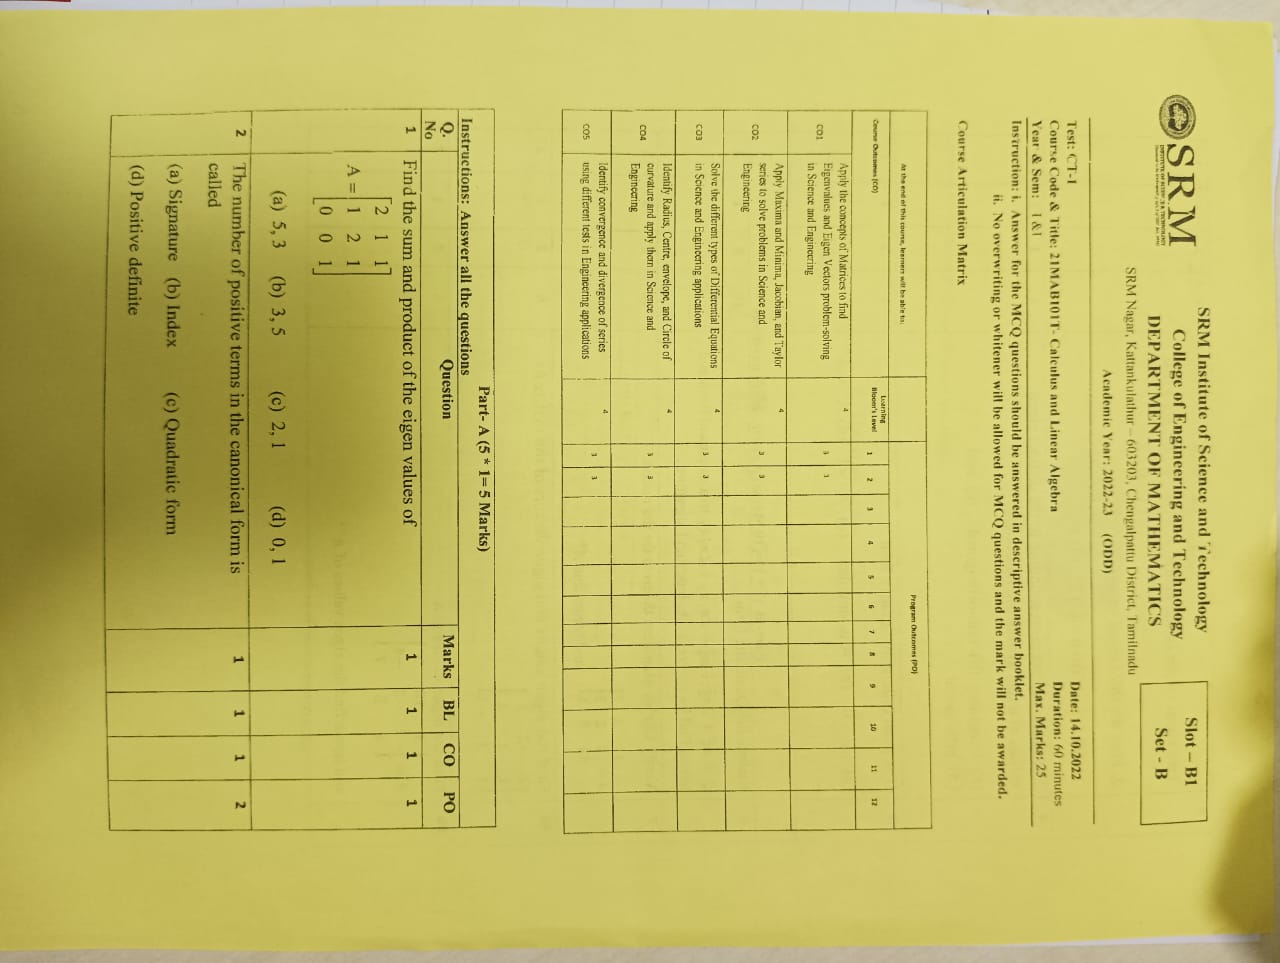 SRM
INSTITUTE OF SCIENCE & TECHNOLOGY
SRM Institute of Science and Technology
College of Engineering and Technology
DEPARTMENT OF MATHEMATICS
SRM Nagar, Kattankulathur – 603203, Chengalpattu District, Tamilnadu
Academic Year: 2022-23 (ODD)
Slot – B1
Set - B
Test: CT-1
Date: 14.10.2022
Course Code & Title: 21MAB101T- Calculus and Linear Algebra
Duration: 60 minutes
Year & Sem: I &I
Max. Marks: 25
Instruction: i. Answer for the MCQ questions should be answered in descriptive answer booklet.
ii. No overwriting or whitener will be allowed for MCQ questions and the mark will not be awarded.
Course Articulation Matrix
At the end of this course, learners will be able to:
Learning Bloom's Level
Program Outcomes (PO)
Course Outcomes (CO)
1 2 3 4 5 6 7 8 9 10 11 12
CO1 Apply the concepts of Matrices to find Eigenvalues and Eigen Vectors problem-solving in Science and Engineering 4 3 3
CO2 Apply Maxima and Minima, Jacobian, and Taylor series to solve problems in Science and Engineering 4 3 3
CO3 Solve the different types of Differential Equations in Science and Engineering applications 4 3 3
CO4 Identify Radius, Centre, envelope, and Circle of curvature and apply them in Science and Engineering 4 3 3
CO5 Identify convergence and divergence of series using different tests in Engineering applications 4 3 3
Part- A (5 * 1= 5 Marks)
Instructions: Answer all the questions
Q. No Question Marks BL CO PO
1 Find the sum and product of the eigen values of 1 1 1 1
2 1 1
A = 1 2 1
0 0 1
(a) 5, 3 (b) 3, 5 (c) 2, 1 (d) 0, 1
2 The number of positive terms in the canonical form is 1 1 1 2
called
(a) Signature (b) Index (c) Quadratic form
(d) Positive definite